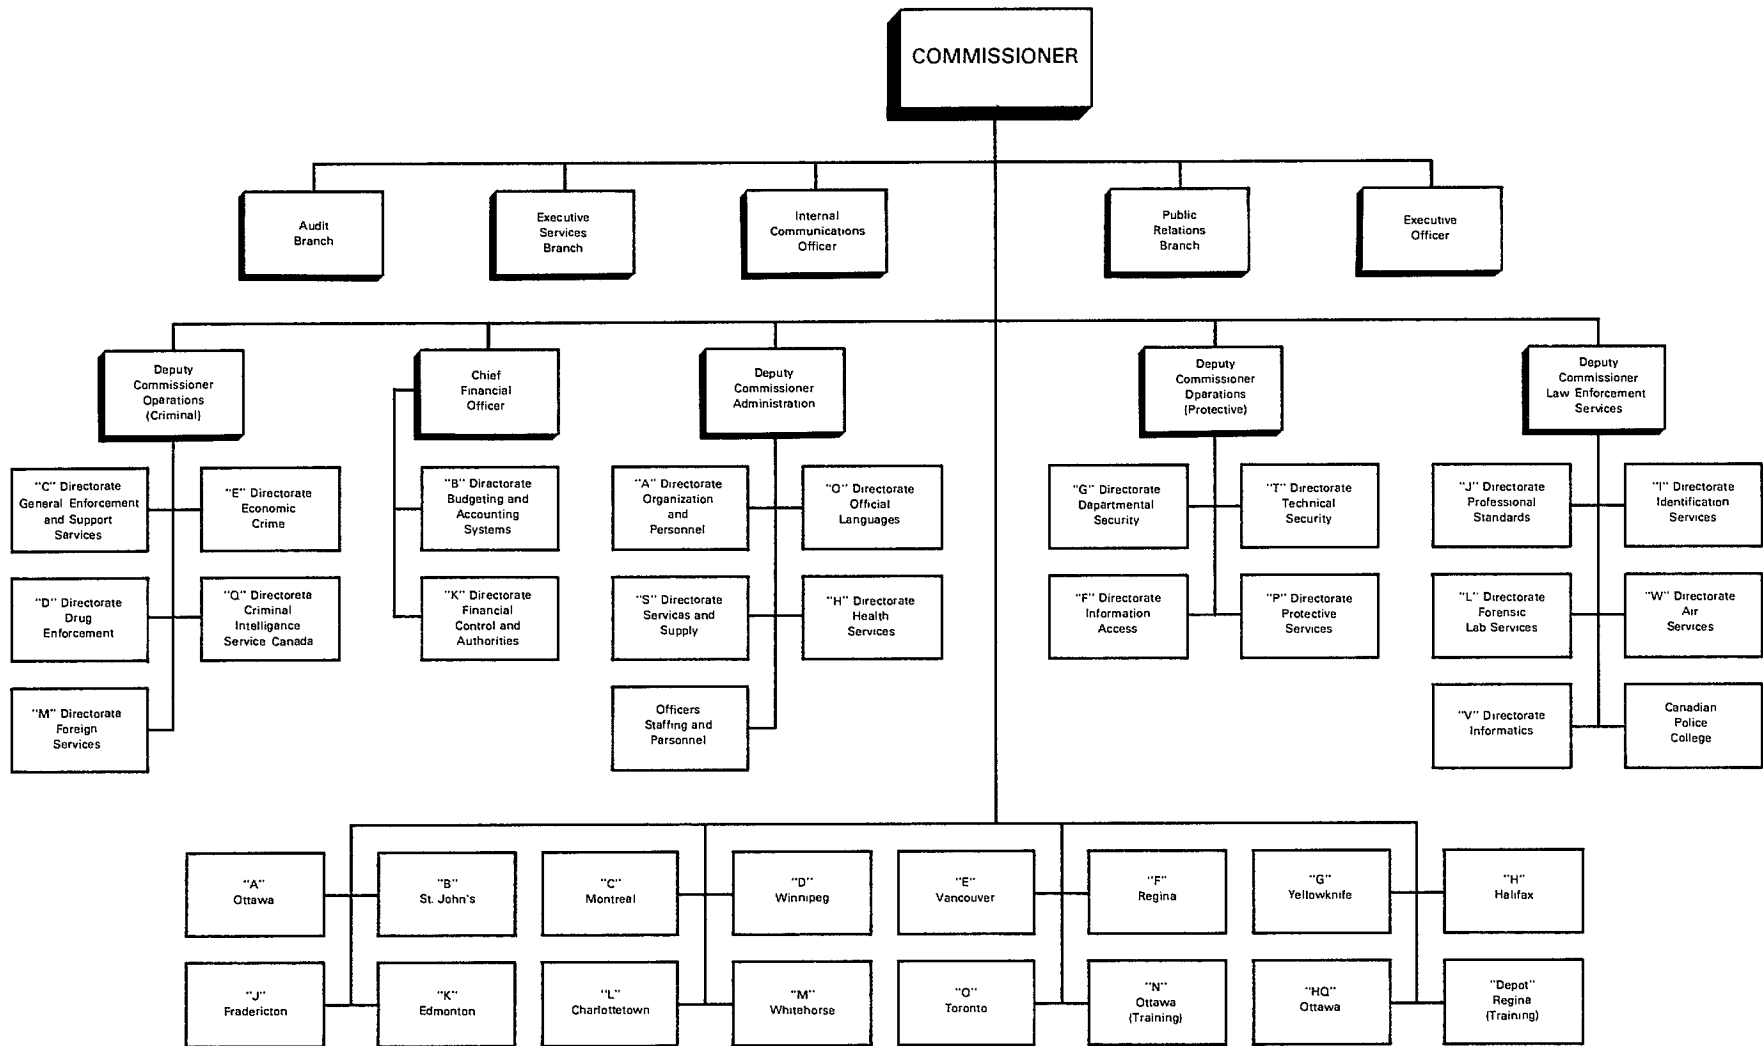 COMMISSIONER
Audit
Branch
Executive
Services
Branch
Internal
Communications
Officer
Public
Relations
Branch
Executive
Officer
Deputy
Commissioner
Oparations
(Criminal)
Chief
Financial
Officer
Deputy
Commissioner
Administration
Deputy
Commissioner
Dparations
(Protective)
Deputy
Commissioner
Law Enforcement
Services
"C" Directorate
General Enforcement
and Support
Sarvices
"E" Directorate
Economic
Crime
"B" Directorate
Budgeting and
Accounting
Systems
"A" Directorate
Organization
and
Personnel
"O" Directorate
Official
Languages
"G" Directorate
Dapartmental
Security
"T" Directorate
Technical
Security
"J" Directorate
Professional
Standards
"I" Directorate
Identification
Services
"D" Directorate
Drug
Enforcement
"Q" Directoreta
Criminal
Intelligence
Service Canada
"K" Directorate
Financial
Control and
Authorities
"S" Directorate
Servicas and
Supply
"H" Directorate
Health
Services
"F" Directorate
Information
Access
"P" Directorate
Protective
Services
"L" Directorate
Forensic
Lab Services
"W" Directorate
Air
Services
"M" Directorata
Foreign
Services
Officers
Staffing and
Parsonnel
"V" Directorate
Informatics
Canadian
Police
College
"A"
Ottawa
"B"
St. John's
"C"
Montreal
"D"
Winnipeg
"E"
Vancouver
"F"
Regina
"G"
Yellowknife
"H"
Halifax
"J"
Fradericton
"K"
Edmonton
"L"
Charlottetown
"M"
Whitehorse
"O"
Toronto
"N"
Ottawa
(Training)
"HQ"
Ottawa
"Depot"
Regina
(Training)